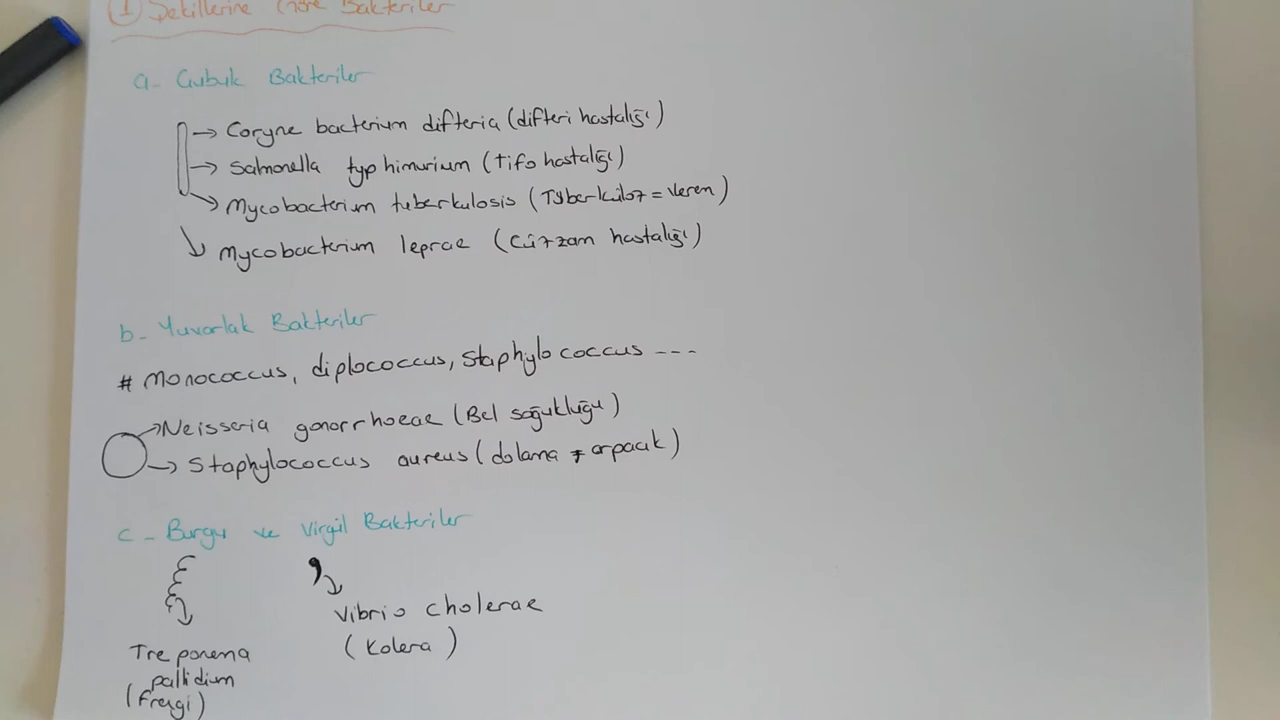 1 Şekillerine Göre Bakteriler
a- Çubuk Bakteriler
→ Coryne bacterium difteria (difteri hastalığı)
→ Salmonella typhimurium (Tifo hastalığı)
→ Mycobacterium tuberkulosis (Tyberküloz = Verem)
↘ Mycobacterium leprae (Cüzzam hastalığı)
b- Yuvarlak Bakteriler
# Monococcus, diplococcus, Staphylococcus ---
→ Neisseria gonorrhoeae (Bel soğukluğu)
→ Staphylococcus aureus (dolama + arpacık)
c- Burgu ve Virgül Bakteriler
Vibrio cholerae
(Kolera)
Treponema
pallidium
(Frengi)